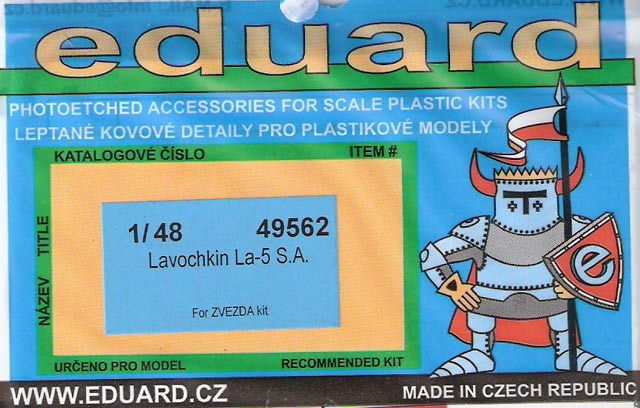 eduard
PHOTOETCHED ACCESSORIES FOR SCALE PLASTIC KITS
LEPTANÉ KOVOVÉ DETAILY PRO PLASTIKOVÉ MODELY
KATALOGOVÉ ČÍSLO ITEM #
NÁZEV TITLE
1/48 49562
Lavochkin La-5 S.A.
For ZVEZDA kit
e
URČENO PRO MODEL RECOMMENDED KIT
WWW.EDUARD.CZ MADE IN CZECH REPUBLIC